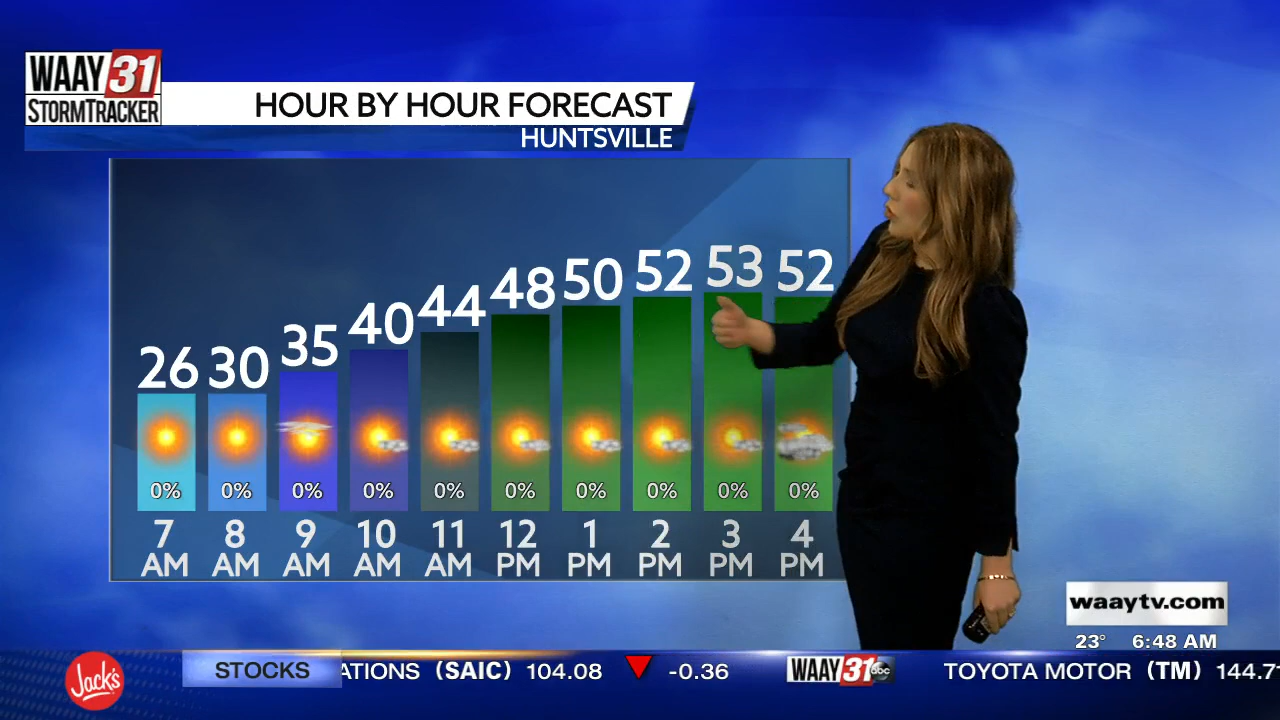 WAAY 31
STORMTRACKER
HOUR BY HOUR FORECAST
HUNTSVILLE
26 30 35 40 44 48 50 52 53 52
0% 0% 0% 0% 0% 0% 0% 0% 0% 0%
7 8 9 10 11 12 1 2 3 4
AM AM AM AM AM PM PM PM PM PM
waaytv.com
23° 6:48 AM
Jack's STOCKS ATIONS (SAIC) 104.08 -0.36 WAAY 31 abc TOYOTA MOTOR (TM) 144.7